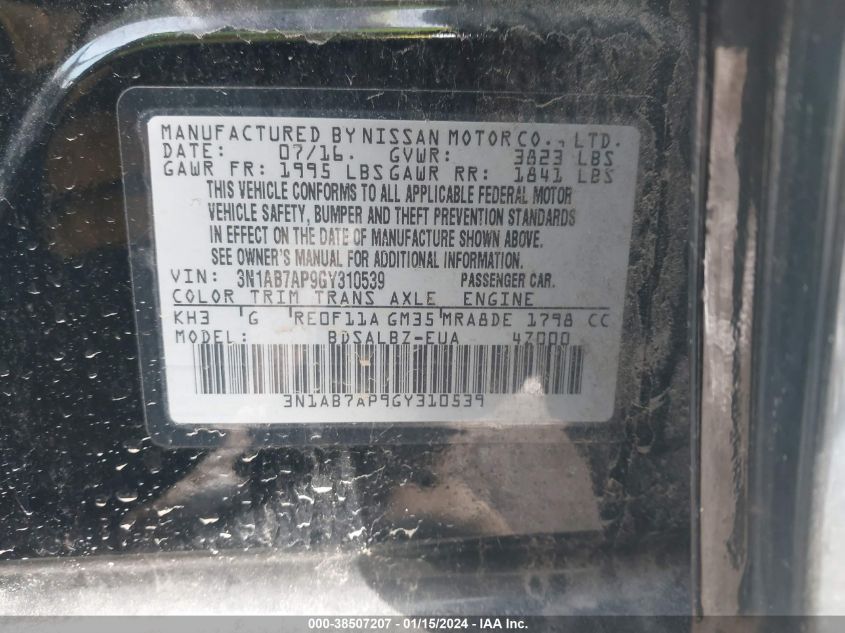 MANUFACTURED BY NISSAN MOTOR CO., LTD.
DATE: 07/16. GVWR: 3823 LBS
GAWR FR: 1995 LBS GAWR RR: 1841 LBS
THIS VEHICLE CONFORMS TO ALL APPLICABLE FEDERAL MOTOR
VEHICLE SAFETY, BUMPER AND THEFT PREVENTION STANDARDS
IN EFFECT ON THE DATE OF MANUFACTURE SHOWN ABOVE.
SEE OWNER'S MANUAL FOR ADDITIONAL INFORMATION.
VIN: 3N1AB7AP9GY310539 PASSENGER CAR.
COLOR TRIM TRANS AXLE ENGINE
KH3 G RE0F11A GM35 MRA8DE 1798 CC
MODEL: BDSALBZ-EUA 47000
3N1AB7AP9GY310539
000-38507207 - 01/15/2024 - IAA Inc.